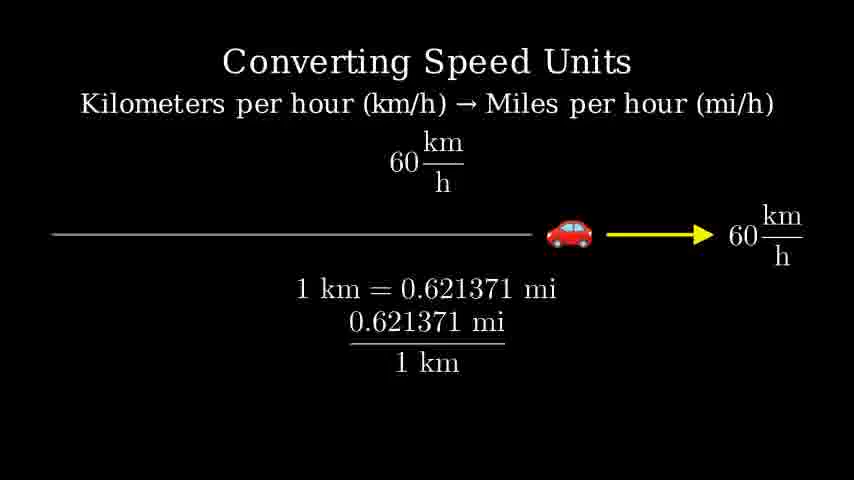 Converting Speed Units
Kilometers per hour (km/h) → Miles per hour (mi/h)
60 km/h
60 km/h
1 km = 0.621371 mi
0.621371 mi
1 km